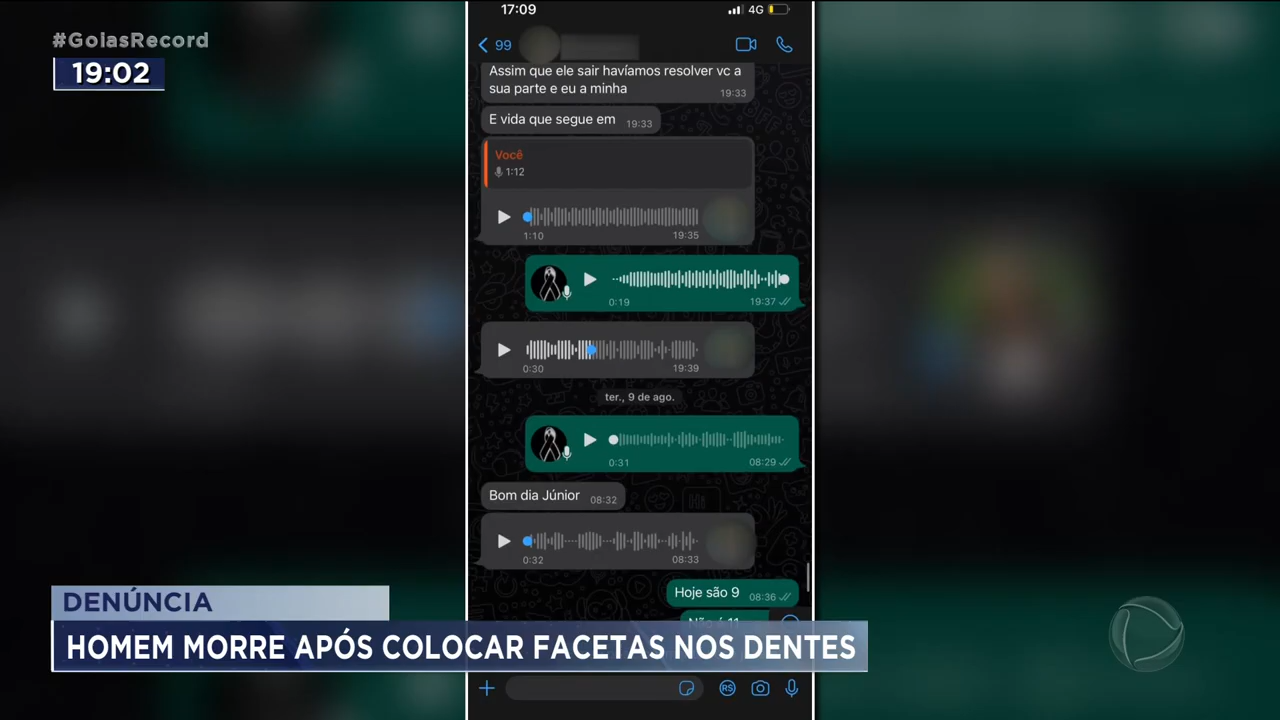 #GoiasRecord
19:02
17:09
4G
99
Assim que ele sair havíamos resolver vc a
sua parte e eu a minha
19:33
E vida que segue em
19:33
Você
1:12
1:10
19:35
0:19
19:37
0:30
19:39
ter., 9 de ago.
0:31
08:29
Bom dia Júnior
08:32
0:32
08:33
Hoje são 9
08:36
Não é 11
DENÚNCIA
HOMEM MORRE APÓS COLOCAR FACETAS NOS DENTES
R$